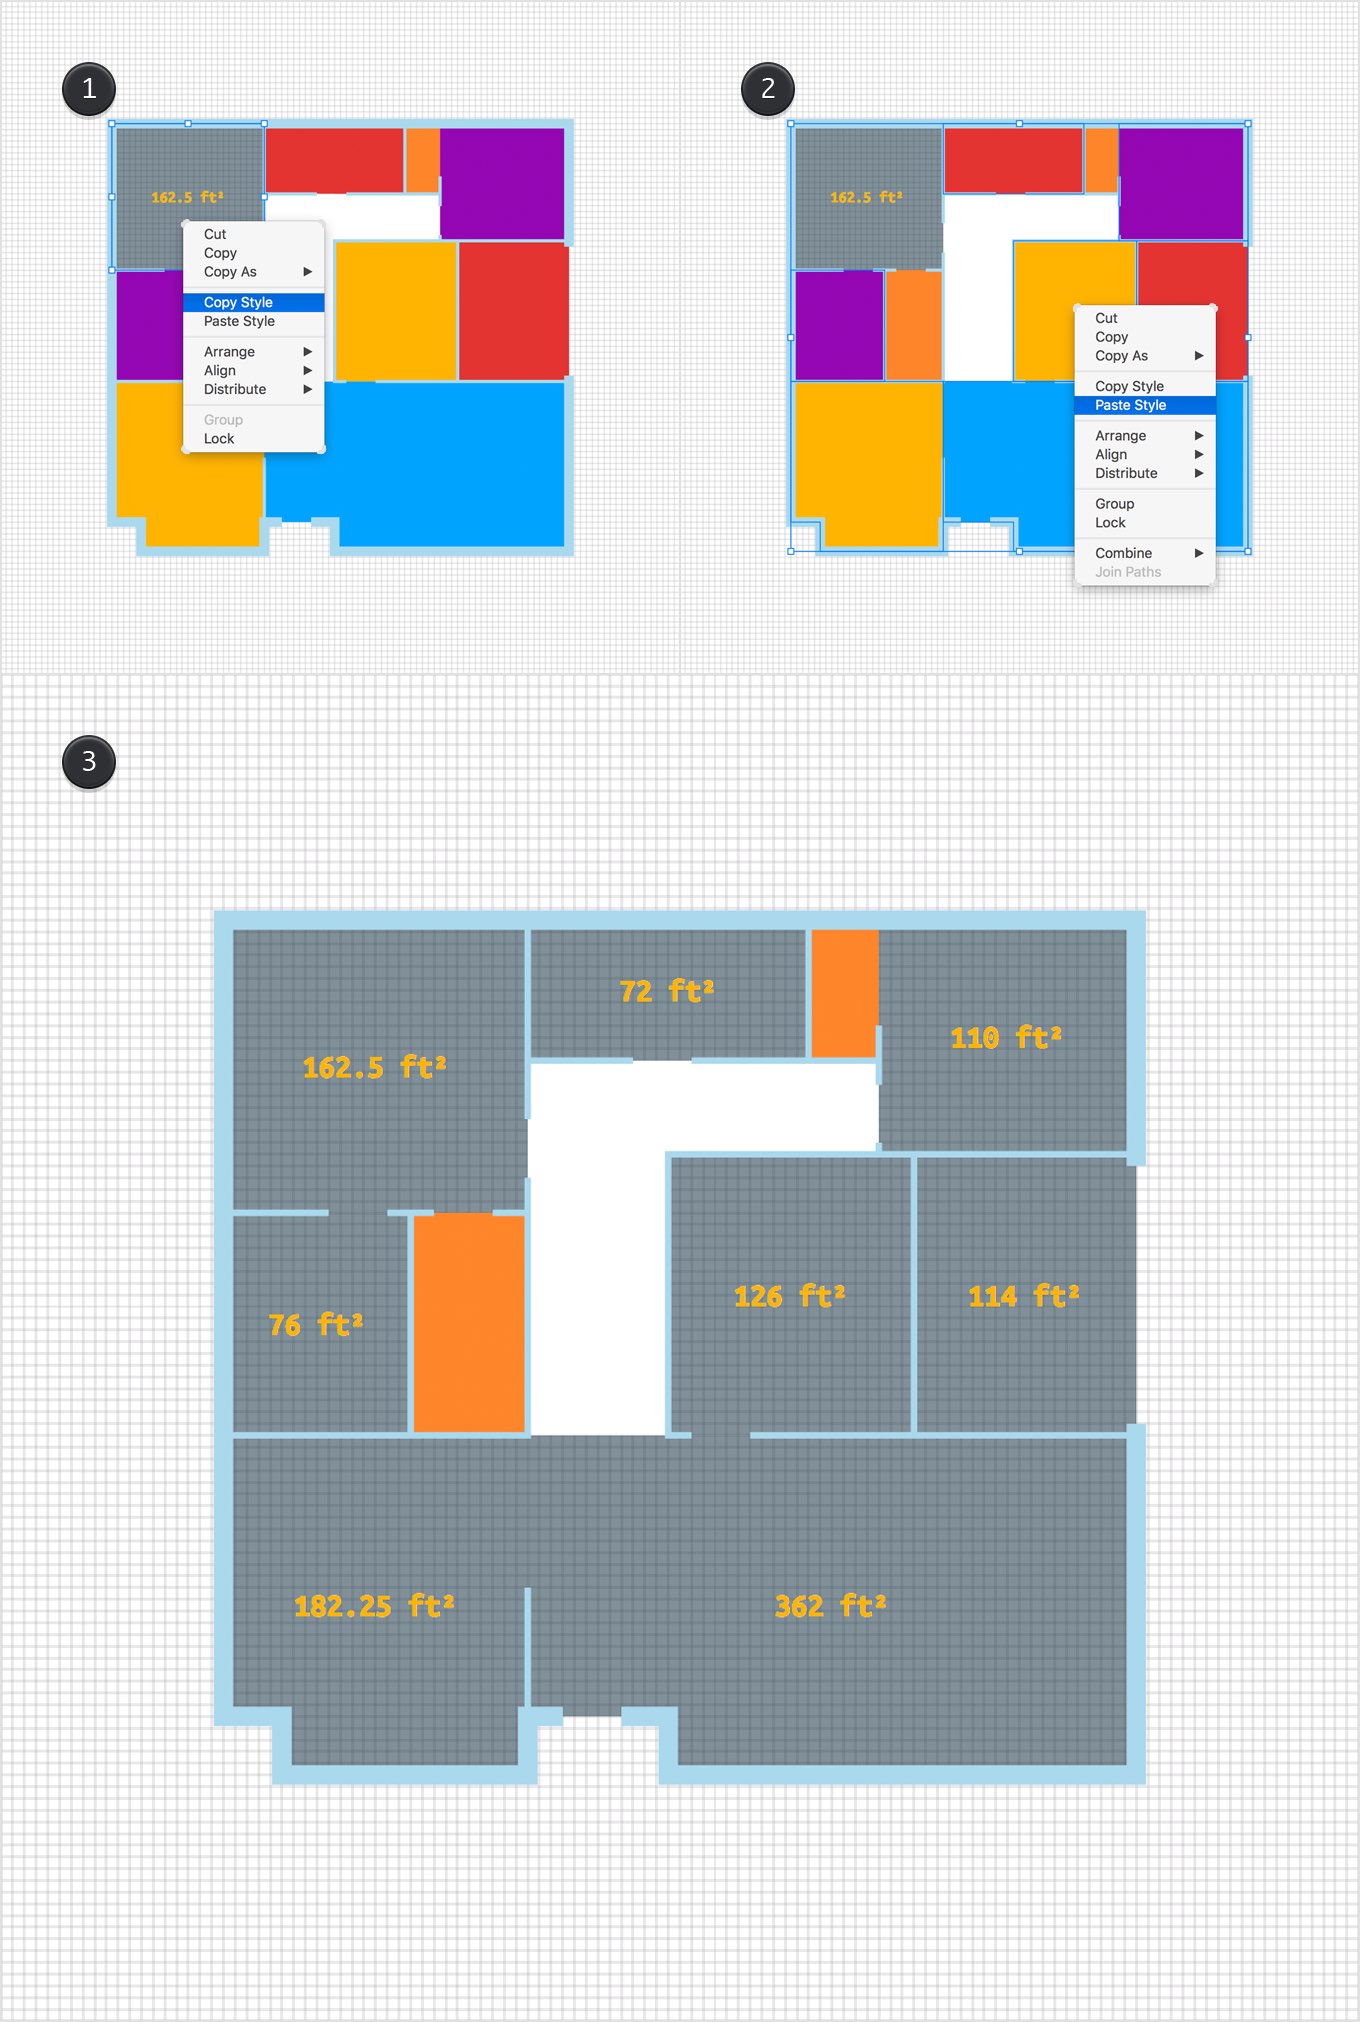 1
162.5 ft²
Cut
Copy
Copy As
Copy Style
Paste Style
Arrange
Align
Distribute
Group
Lock
2
162.5 ft²
Cut
Copy
Copy As
Copy Style
Paste Style
Arrange
Align
Distribute
Group
Lock
Combine
Join Paths
3
72 ft²
110 ft²
162.5 ft²
126 ft²
114 ft²
76 ft²
182.25 ft²
362 ft²